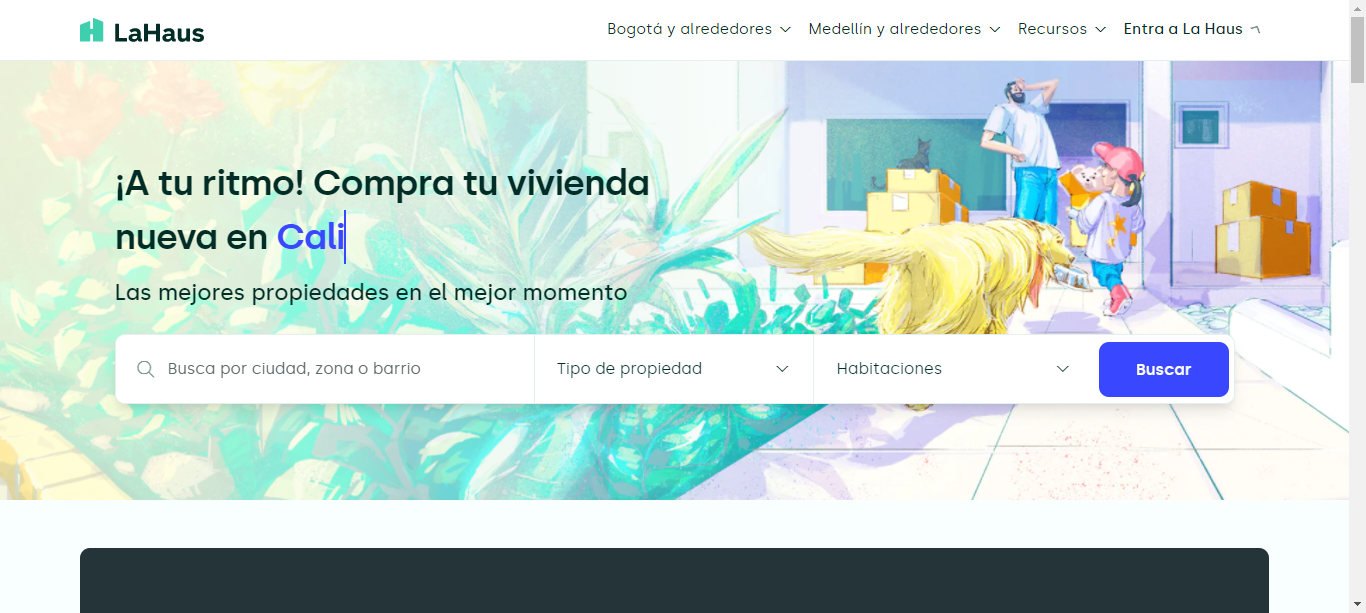 LaHaus
Bogotá y alrededores
Medellín y alrededores
Recursos
Entra a La Haus
¡A tu ritmo! Compra tu vivienda
nueva en Cali
Las mejores propiedades en el mejor momento
Busca por ciudad, zona o barrio
Tipo de propiedad
Habitaciones
Buscar